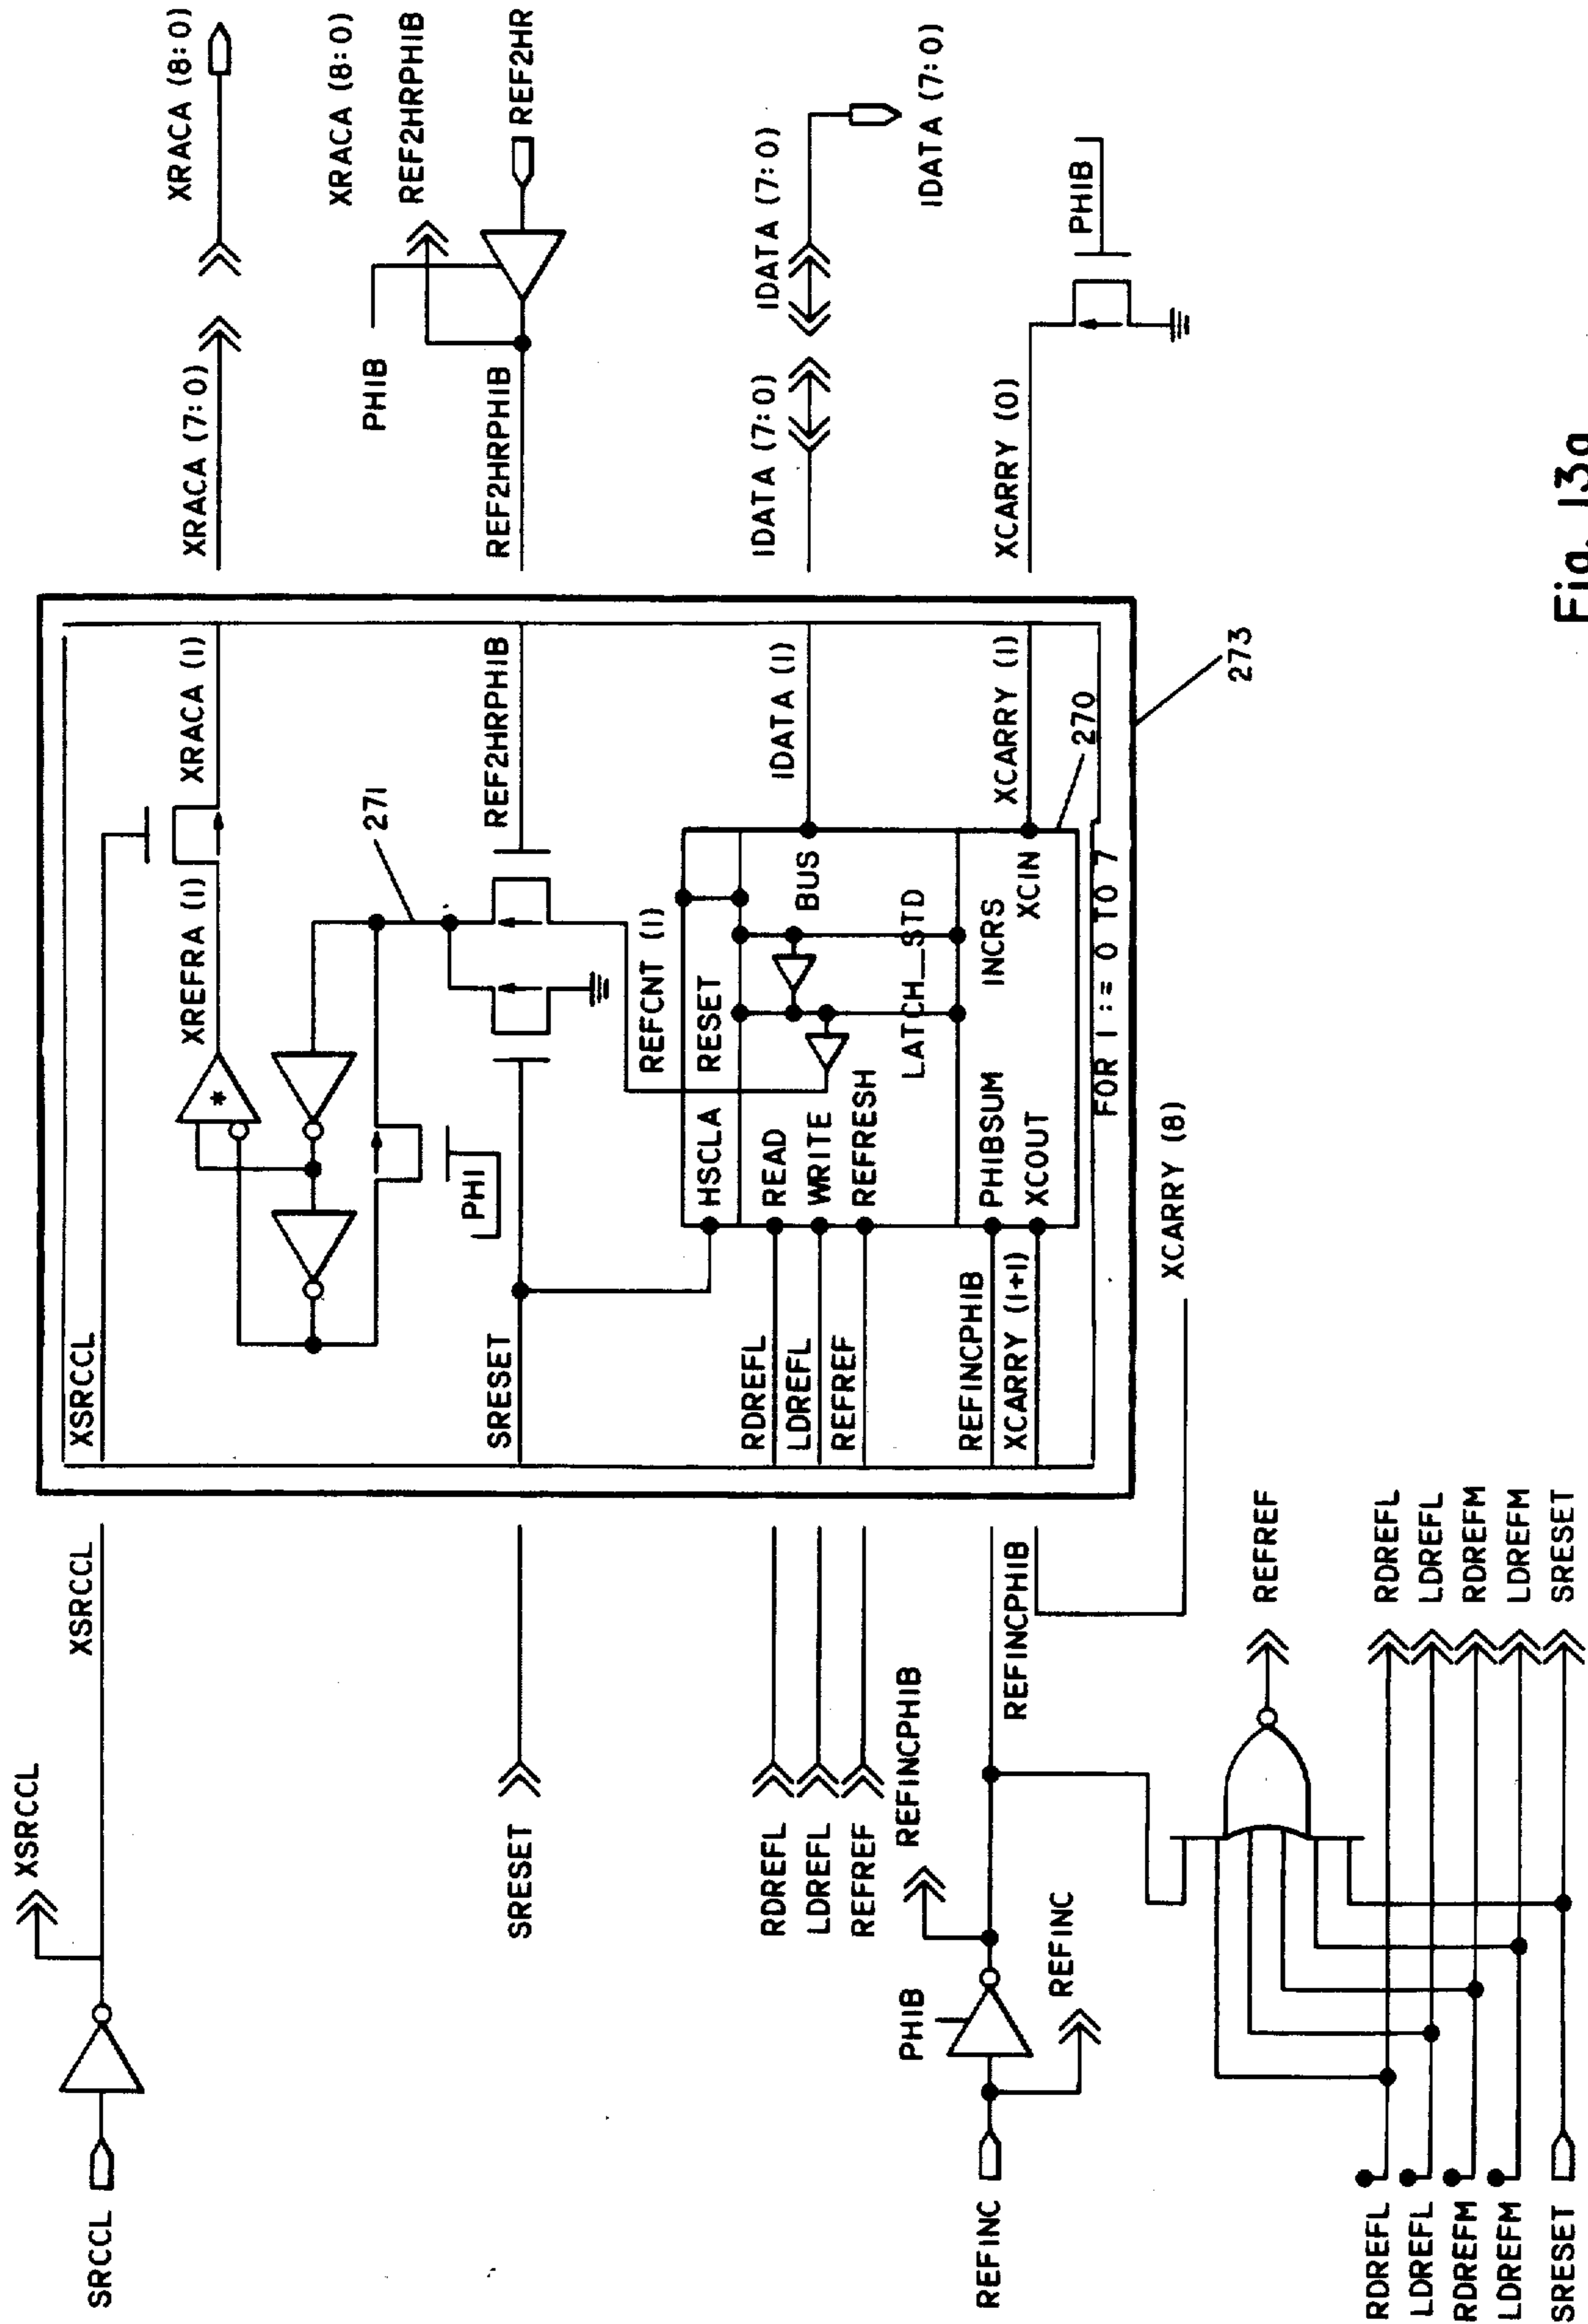 XSRCCL
SRCCL
XSRCCL
XSRCCL
XREFRA (I)
XRACA (I)
XRACA (7:0)
XRACA (8:0)
XRACA (8:0)
271
PHIB
REF2HRPHIB
PHI
SRESET
SRESET
REF2HRPHIB
REF2HRPHIB
REF2HR
REFCNT (I)
HSCLA
RESET
RDREFL
LDREFL
REFREF
RDREFL
LDREFL
REFREF
READ
WRITE
REFRESH
BUS
LATCH_STD
IDATA (I)
IDATA (7:0)
IDATA (7:0)
IDATA (7:0)
REFINCPHIB
PHIB
REFINC
REFINC
REFINCPHIB
REFINCPHIB
XCARRY (I+I)
PHIBSUM
XCOUT
INCRS
XCIN
XCARRY (I)
XCARRY (0)
PHIB
270
FOR I := 0 TO 7
XCARRY (8)
273
REFREF
RDREFL
LDREFL
RDREFM
LDREFM
SRESET
RDREFL
LDREFL
RDREFM
LDREFM
SRESET
Fig. 13a